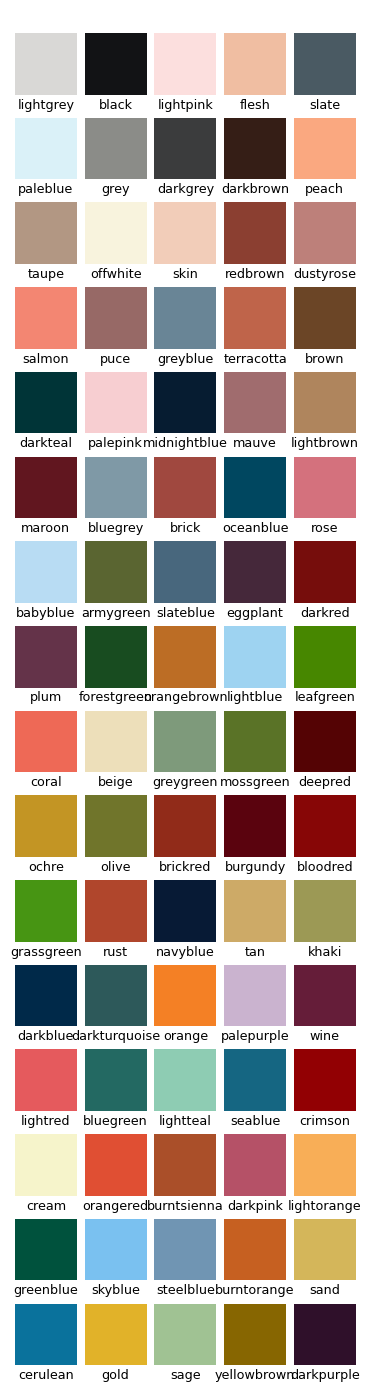 lightgrey black lightpink flesh slate
paleblue grey darkgrey darkbrown peach
taupe offwhite skin redbrown dustyrose
salmon puce greyblue terracotta brown
darkteal palepink midnightblue mauve lightbrown
maroon bluegrey brick oceanblue rose
babyblue armygreen slateblue eggplant darkred
plum forestgreen orangebrown lightblue leafgreen
coral beige greygreen mossgreen deepred
ochre olive brickred burgundy bloodred
grassgreen rust navyblue tan khaki
darkblue darkturquoise orange palepurple wine
lightred bluegreen lightteal seablue crimson
cream orangered burntsienna darkpink lightorange
greenblue skyblue steelblue burntorange sand
cerulean gold sage yellowbrown darkpurple